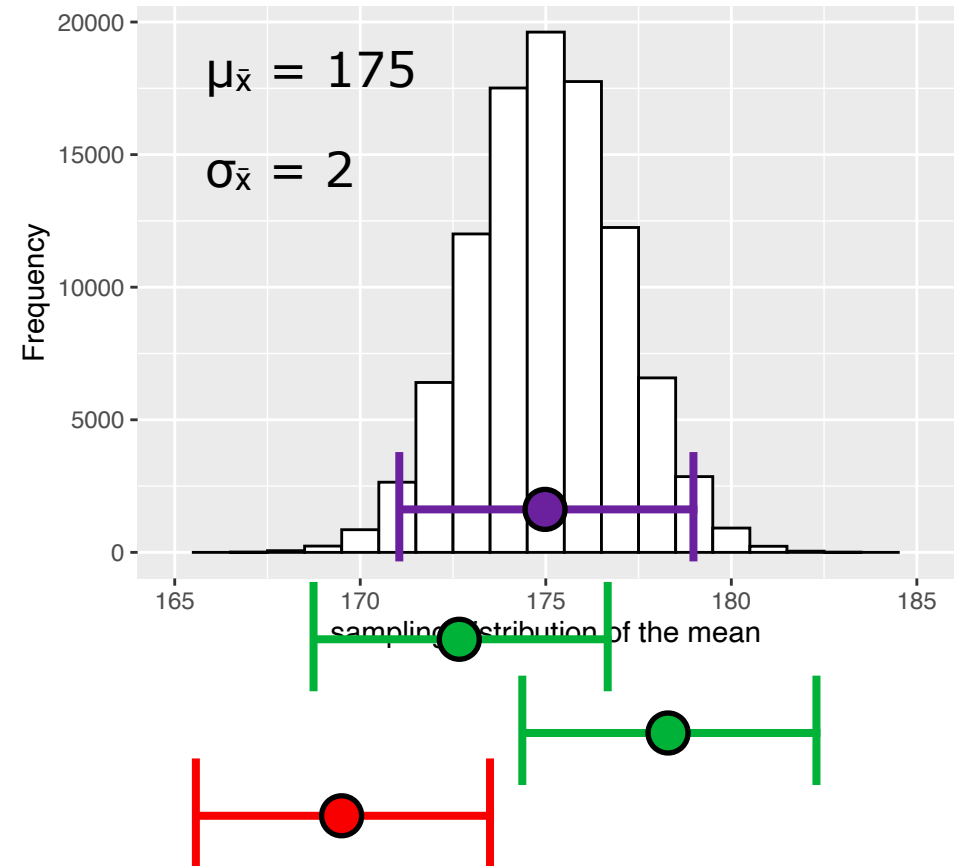 20000
μx̄ = 175
15000
σx̄ = 2
Frequency
10000
5000
0
165 170 175 180 185
sampling distribution of the mean